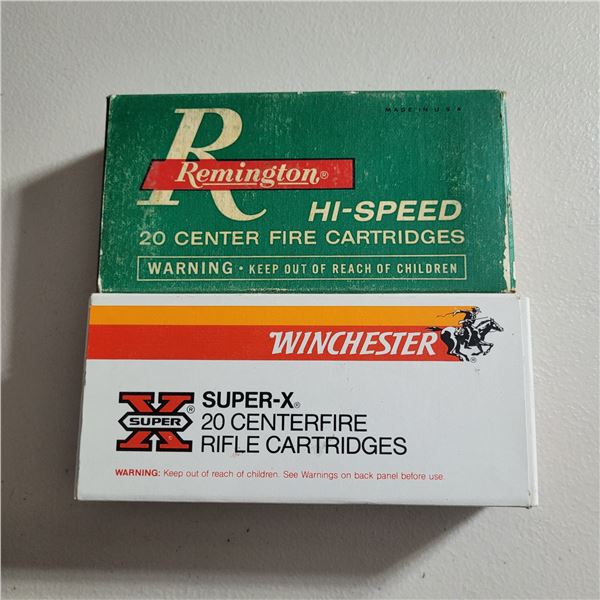 MADE IN U.S.A.
R
Remington®
HI-SPEED
20 CENTER FIRE CARTRIDGES
WARNING • KEEP OUT OF REACH OF CHILDREN
WINCHESTER®
X®
SUPER
SUPER-X®
20 CENTERFIRE
RIFLE CARTRIDGES
WARNING: Keep out of reach of children. See Warnings on back panel before use.